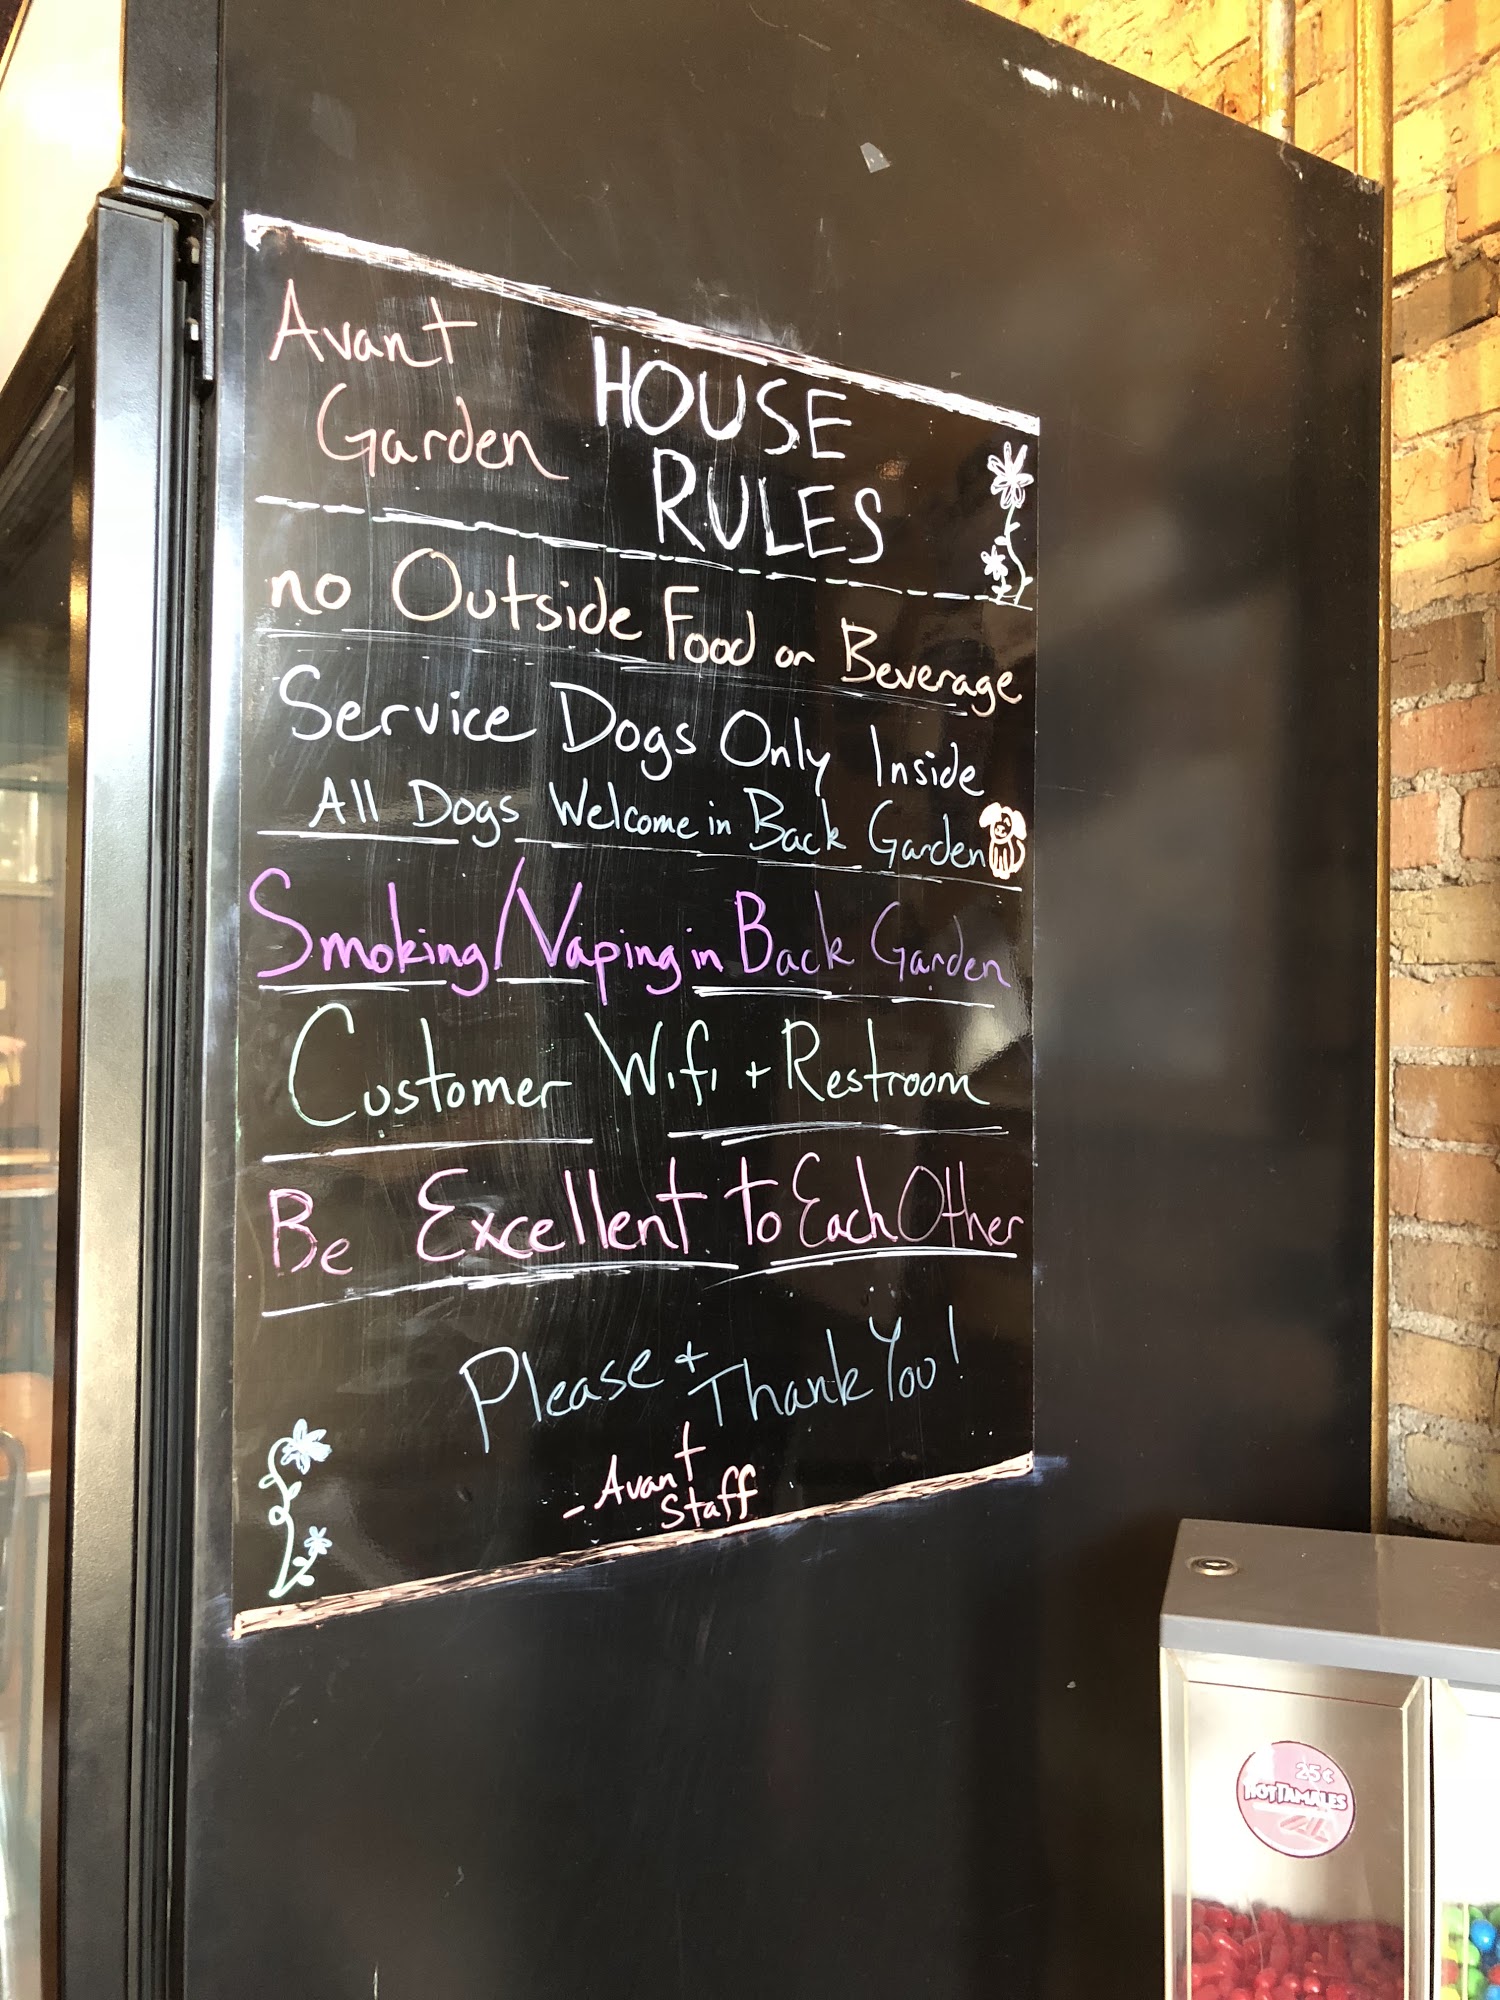 Avant
Garden
HOUSE
RULES
no Outside Food or Beverage
Service Dogs Only Inside
All Dogs Welcome in Back Garden
Smoking/Vaping in Back Garden
Customer Wifi + Restroom
Be Excellent to Each Other
Please + Thank You!
- Avant
Staff
25¢
HOT TAMALES